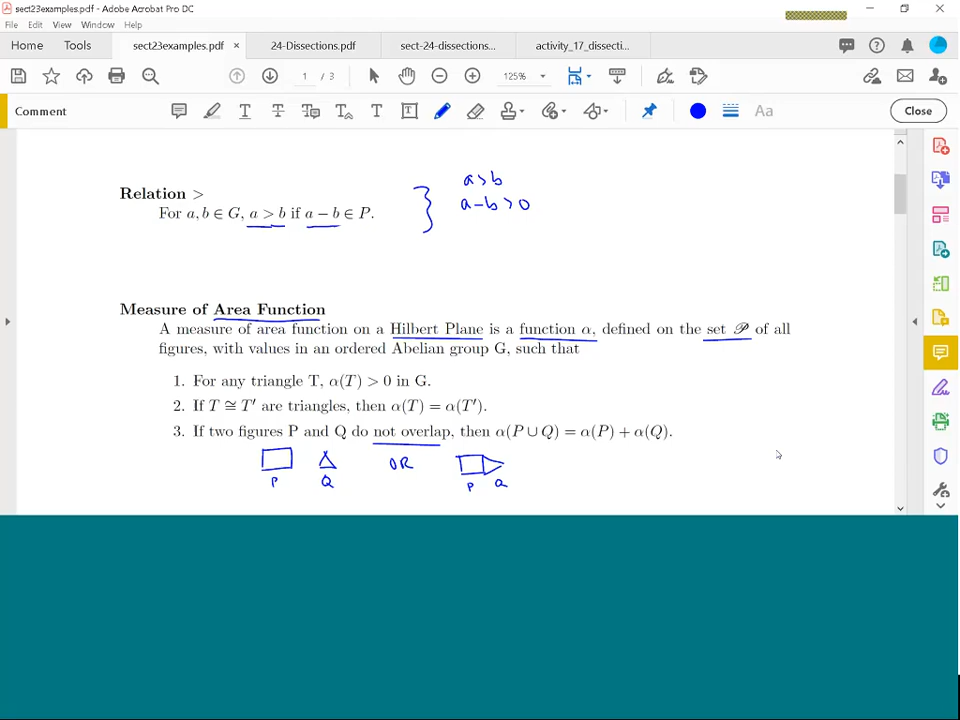 sect23examples.pdf - Adobe Acrobat Pro DC
File Edit View Window Help
Home Tools sect23examples.pdf × 24-Dissections.pdf sect-24-dissections... activity_17_dissecti...
1 / 3 125%
Comment T T T T T Aa Close
Relation >
For a, b ∈ G, a > b if a − b ∈ P.
a>b
a-b>0
Measure of Area Function
A measure of area function on a Hilbert Plane is a function α, defined on the set 𝒫 of all
figures, with values in an ordered Abelian group G, such that
1. For any triangle T, α(T) > 0 in G.
2. If T ≅ T′ are triangles, then α(T) = α(T′).
3. If two figures P and Q do not overlap, then α(P ∪ Q) = α(P) + α(Q).
OR
P Q P Q